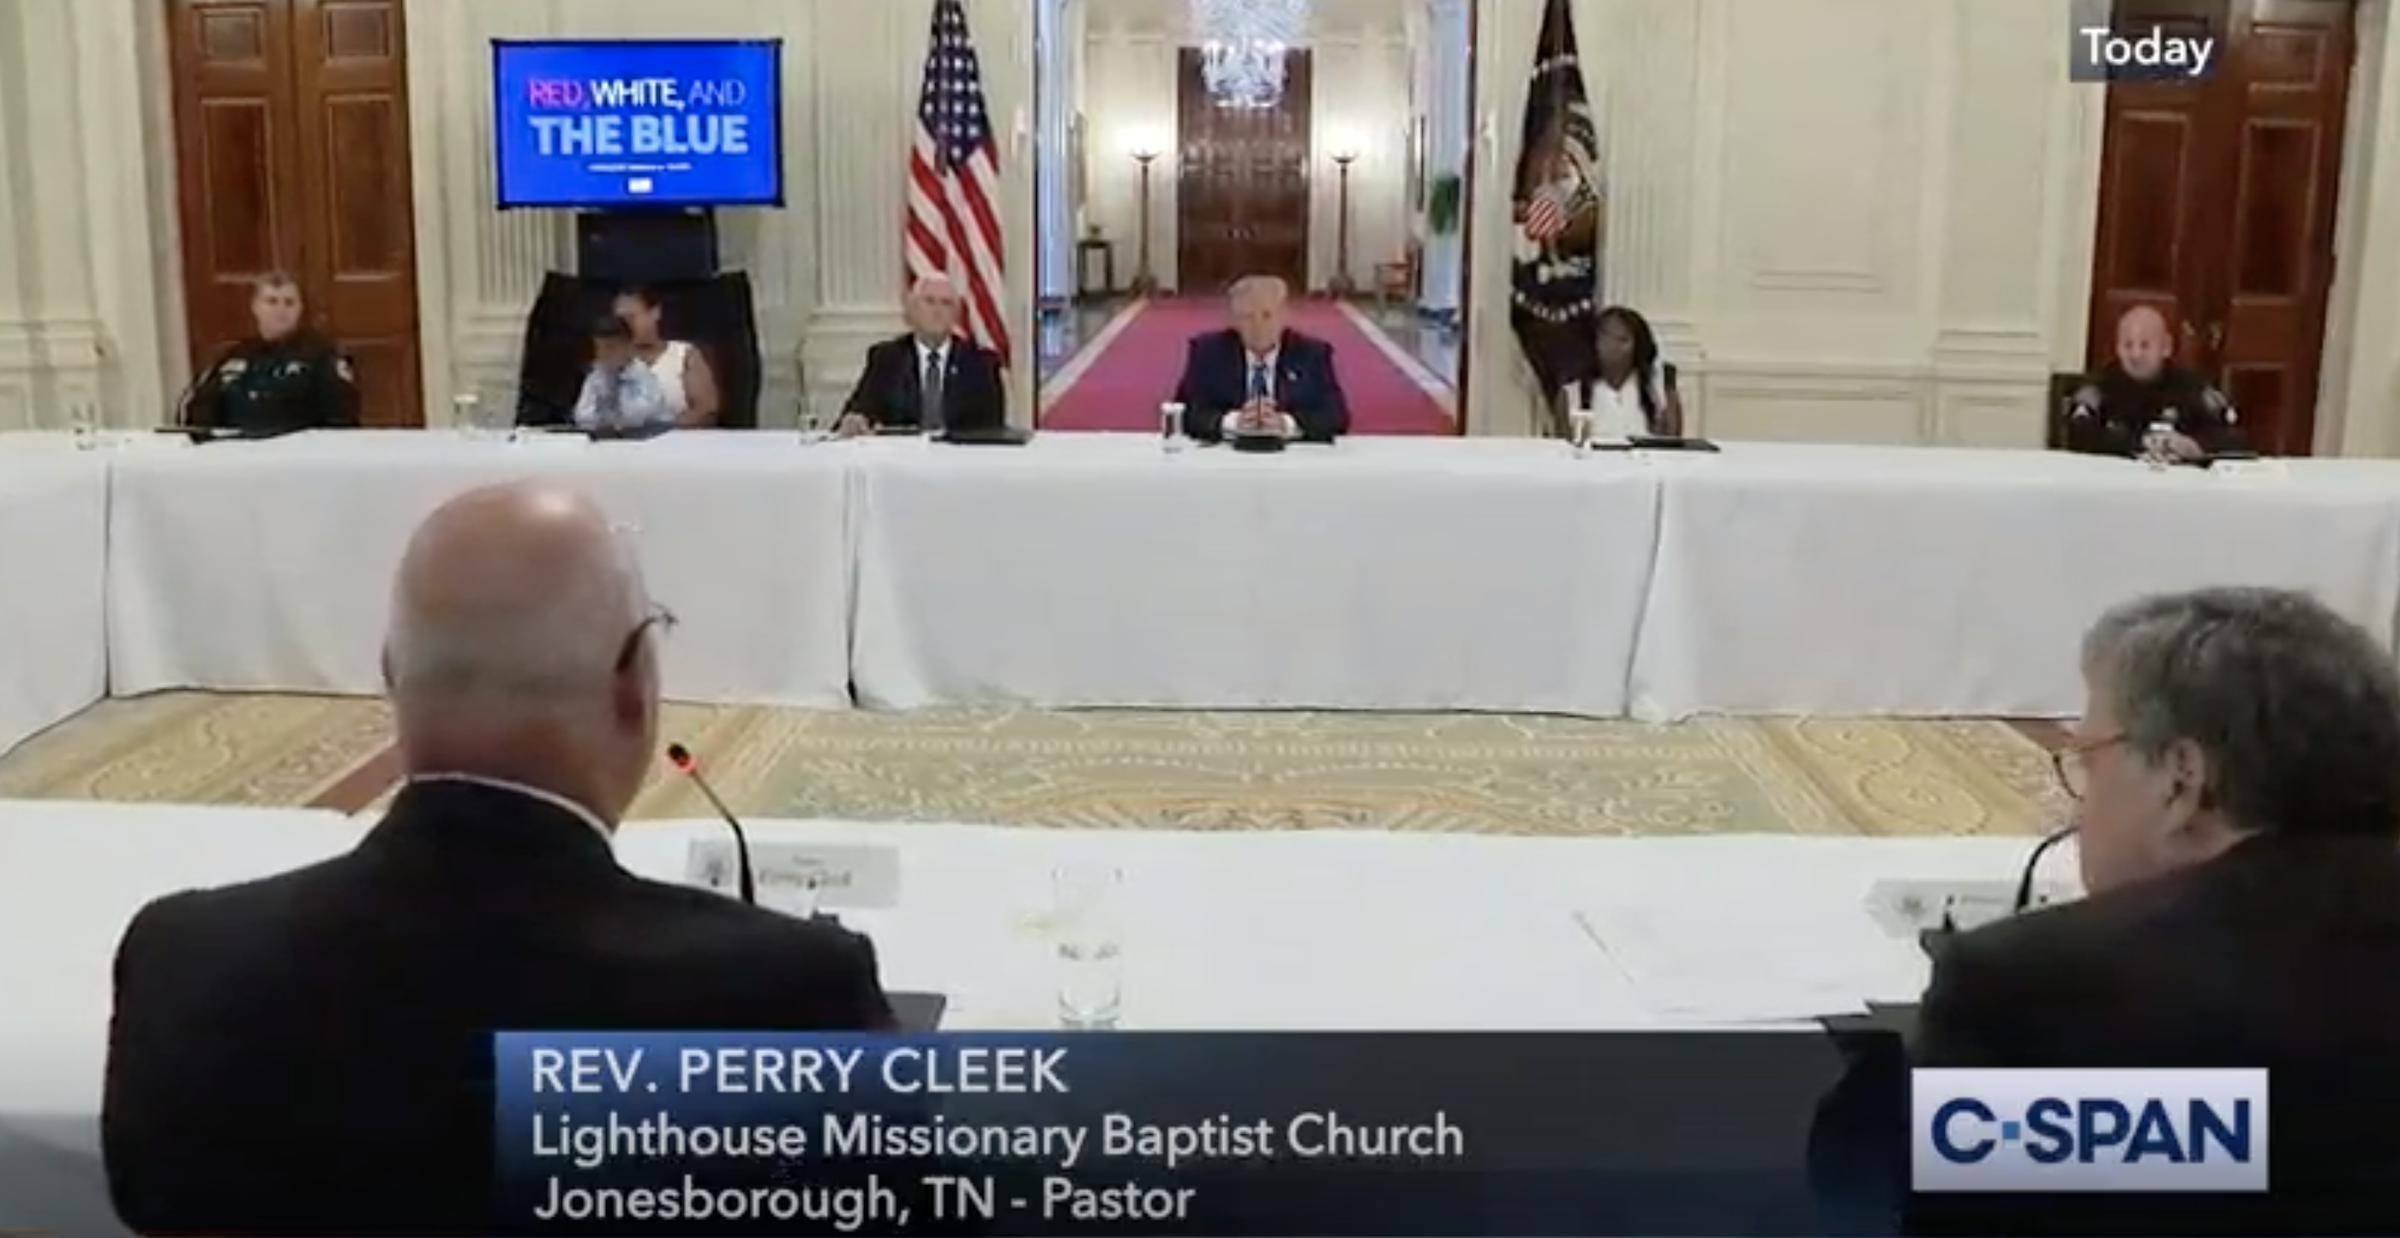 Today
RED, WHITE, AND
THE BLUE
REV. PERRY CLEEK
Lighthouse Missionary Baptist Church
Jonesborough, TN - Pastor
C·SPAN